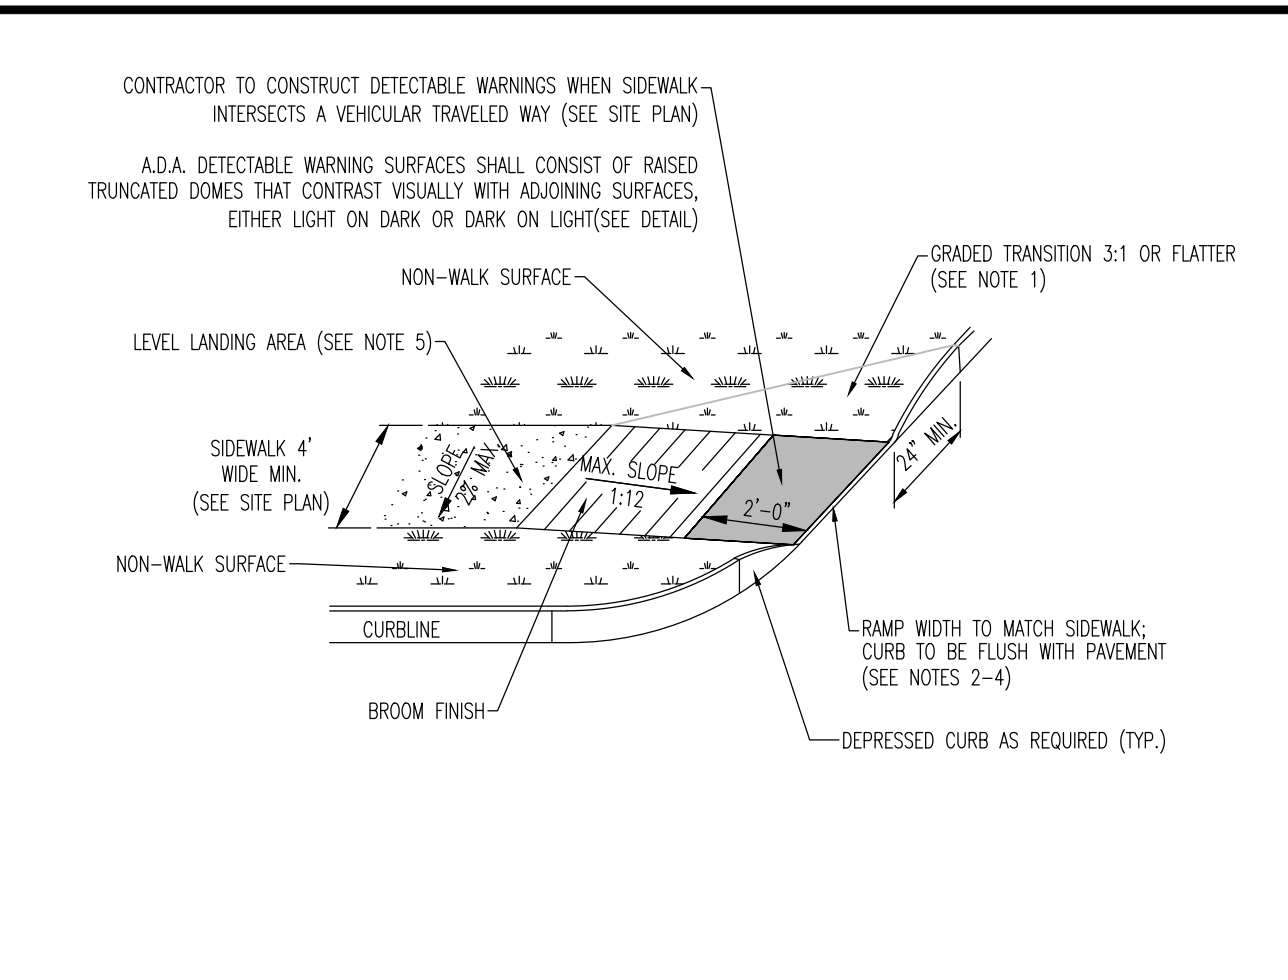 CONTRACTOR TO CONSTRUCT DETECTABLE WARNINGS WHEN SIDEWALK
INTERSECTS A VEHICULAR TRAVELED WAY (SEE SITE PLAN)
A.D.A. DETECTABLE WARNING SURFACES SHALL CONSIST OF RAISED
TRUNCATED DOMES THAT CONTRAST VISUALLY WITH ADJOINING SURFACES,
EITHER LIGHT ON DARK OR DARK ON LIGHT(SEE DETAIL)
GRADED TRANSITION 3:1 OR FLATTER
(SEE NOTE 1)
NON-WALK SURFACE
LEVEL LANDING AREA (SEE NOTE 5)
SIDEWALK 4'
WIDE MIN.
(SEE SITE PLAN)
SLOPE
2% MAX.
MAX. SLOPE
1:12
2'-0"
24" MIN.
NON-WALK SURFACE
CURBLINE
RAMP WIDTH TO MATCH SIDEWALK;
CURB TO BE FLUSH WITH PAVEMENT
(SEE NOTES 2-4)
BROOM FINISH
DEPRESSED CURB AS REQUIRED (TYP.)